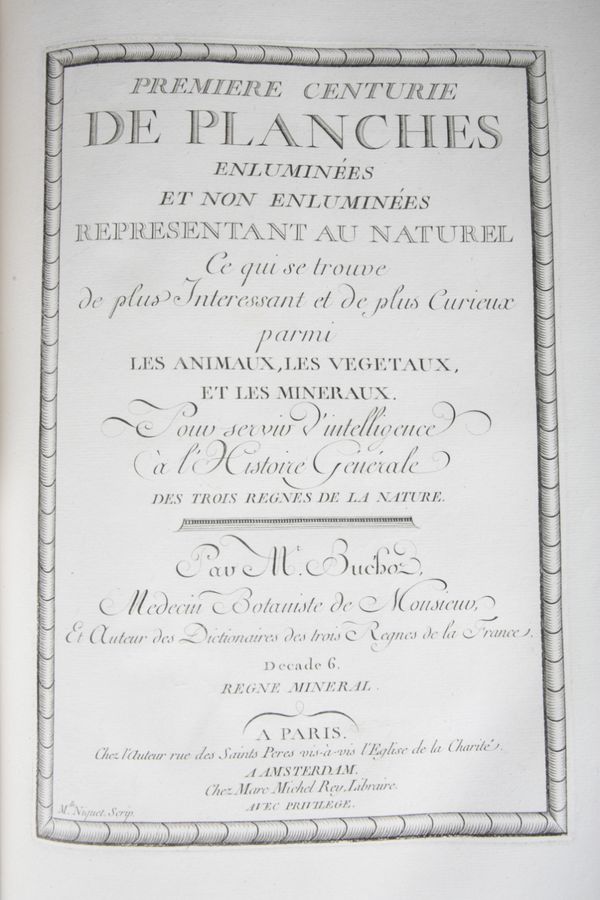 PREMIERE CENTURIE
DE PLANCHES
ENLUMINÉES
ET NON ENLUMINÉES
REPRESENTANT AU NATUREL
Ce qui se trouve
de plus Interessant et de plus Curieux
parmi
LES ANIMAUX, LES VEGETAUX,
ET LES MINERAUX.
Pour servir d'intelligence
à l'Histoire Générale
DES TROIS REGNES DE LA NATURE.
Par Mr. Buchoz,
Medecin Botaniste de Monsieur,
Et Auteur des Dictionaires des trois Regnes de la France.
Decade 6.
REGNE MINERAL.
A PARIS.
Chez l'Auteur rue des Saints Peres vis-à-vis l'Eglise de la Charité.
A AMSTERDAM.
Chez Marc Michel Rey, Libraire.
AVEC PRIVILEGE.
Mlle Niquet Scrip.